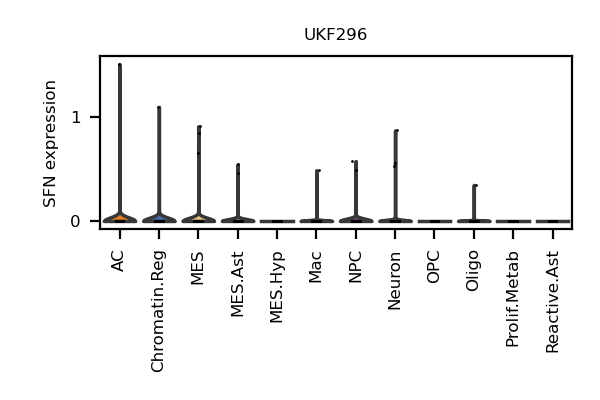 UKF296
SFN expression
1
0
AC
Chromatin.Reg
MES
MES.Ast
MES.Hyp
Mac
NPC
Neuron
OPC
Oligo
Prolif.Metab
Reactive.Ast